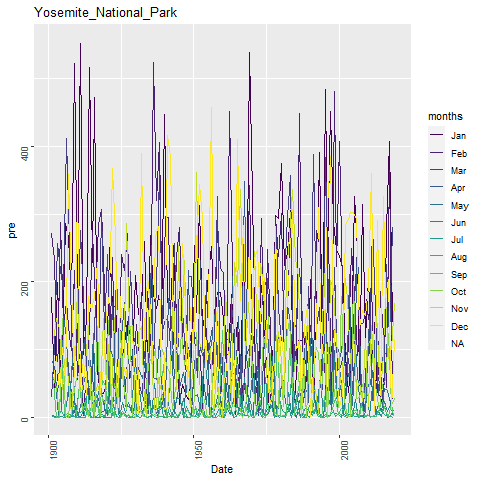 Yosemite_National_Park
pre
400
200
0
1900
1950
2000
Date
months
Jan
Feb
Mar
Apr
May
Jun
Jul
Aug
Sep
Oct
Nov
Dec
NA